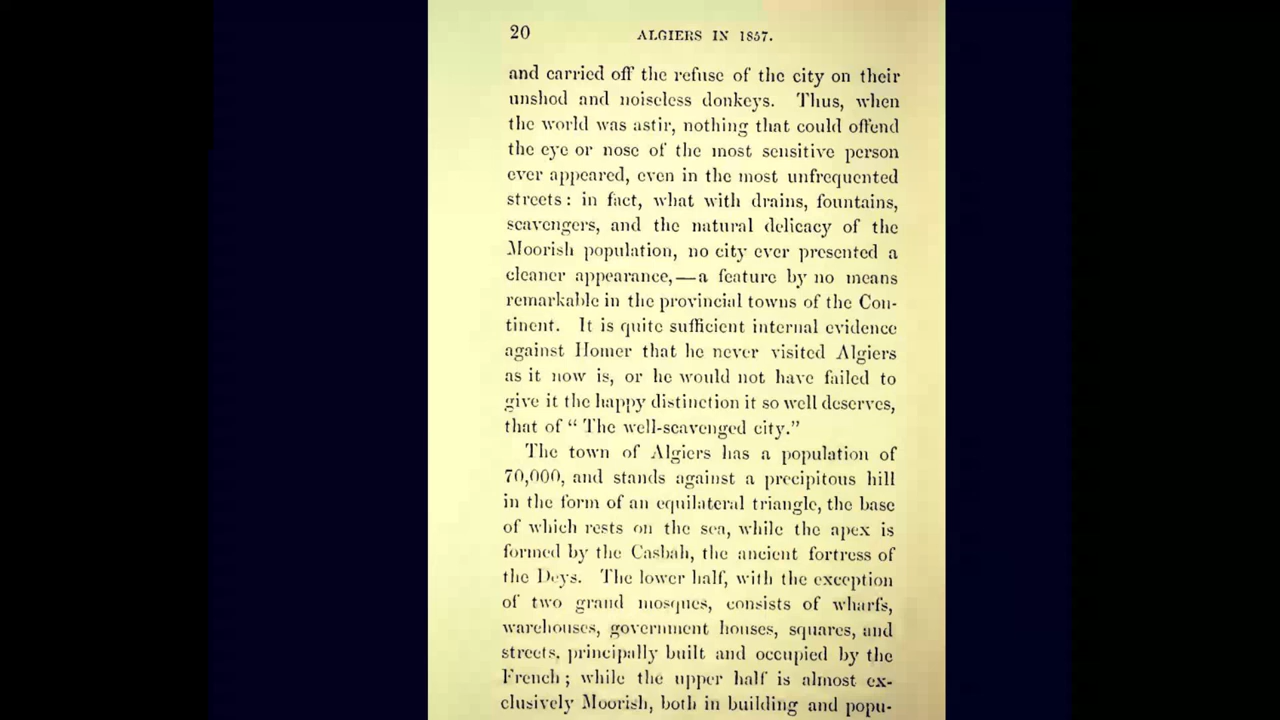 20 ALGIERS IN 1857.
and carried off the refuse of the city on their
unshod and noiseless donkeys. Thus, when
the world was astir, nothing that could offend
the eye or nose of the most sensitive person
ever appeared, even in the most unfrequented
streets: in fact, what with drains, fountains,
scavengers, and the natural delicacy of the
Moorish population, no city ever presented a
cleaner appearance,—a feature by no means
remarkable in the provincial towns of the Con-
tinent. It is quite sufficient internal evidence
against Homer that he never visited Algiers
as it now is, or he would not have failed to
give it the happy distinction it so well deserves,
that of “ The well-scavenged city.”
The town of Algiers has a population of
70,000, and stands against a precipitous hill
in the form of an equilateral triangle, the base
of which rests on the sea, while the apex is
formed by the Casbah, the ancient fortress of
the Deys. The lower half, with the exception
of two grand mosques, consists of wharfs,
warehouses, government houses, squares, and
streets, principally built and occupied by the
French ; while the upper half is almost ex-
clusively Moorish, both in building and popu-